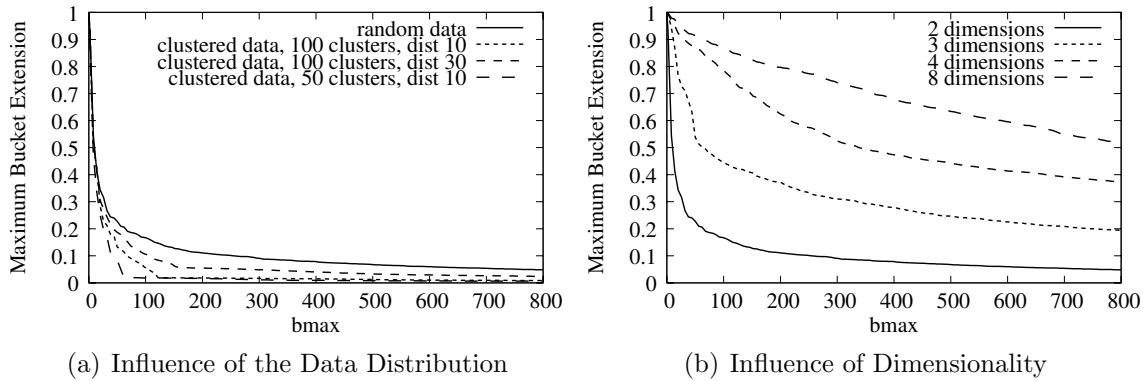 Maximum Bucket Extension
1
0.9
0.8
0.7
0.6
0.5
0.4
0.3
0.2
0.1
0
0 100 200 300 400 500 600 700 800
bmax
random data
clustered data, 100 clusters, dist 10
clustered data, 100 clusters, dist 30
clustered data, 50 clusters, dist 10
(a) Influence of the Data Distribution
Maximum Bucket Extension
1
0.9
0.8
0.7
0.6
0.5
0.4
0.3
0.2
0.1
0
0 100 200 300 400 500 600 700 800
bmax
2 dimensions
3 dimensions
4 dimensions
8 dimensions
(b) Influence of Dimensionality